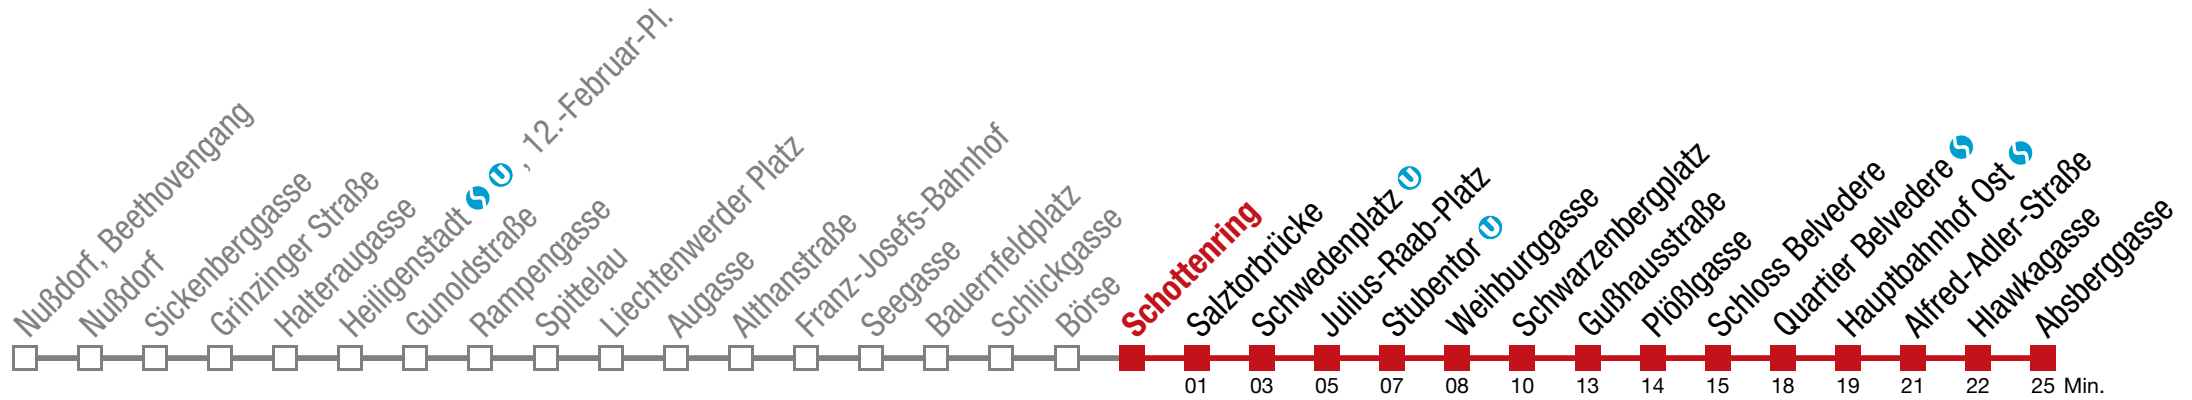 Nußdorf, Beethovengang
Nußdorf
Sickenberggasse
Grinzinger Straße
Halteraugasse
Heiligenstadt S U , 12.-Februar-Pl.
Gunoldstraße
Rampengasse
Spittelau
Liechtenwerder Platz
Augasse
Althanstraße
Franz-Josefs-Bahnhof
Seegasse
Bauernfeldplatz
Schlickgasse
Börse
Schottenring
Salztorbrücke
Schwedenplatz U
Julius-Raab-Platz
Stubentor U
Weihburggasse
Schwarzenbergplatz
Gußhausstraße
Plößlgasse
Schloss Belvedere
Quartier Belvedere S
Hauptbahnhof Ost S
Alfred-Adler-Straße
Hlawkagasse
Absberggasse
01 03 05 07 08 10 13 14 15 18 19 21 22 25 Min.